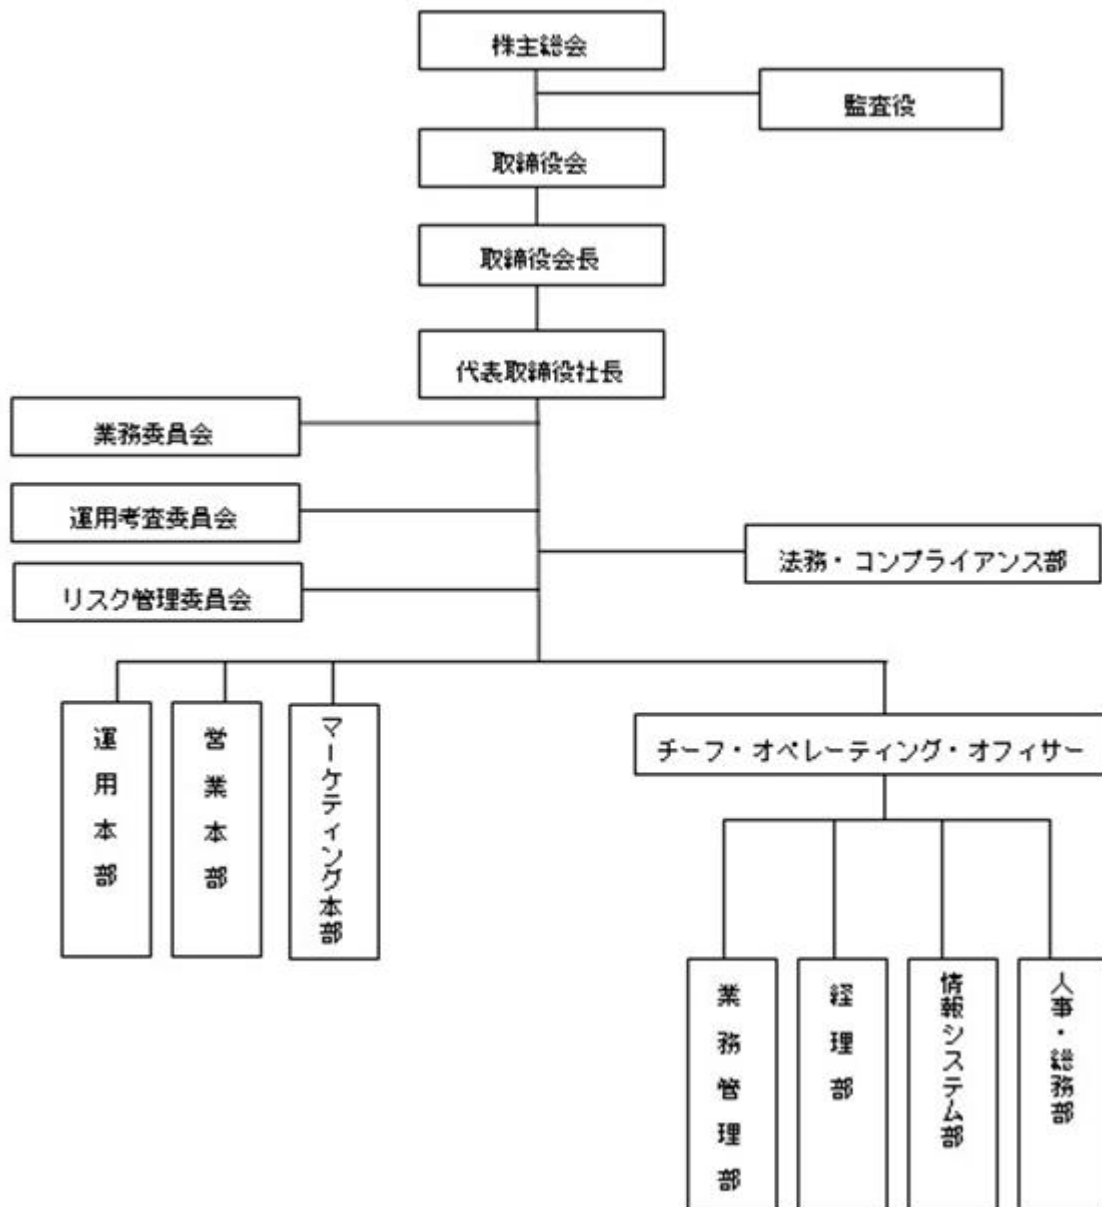 株主総会
監査役
取締役会
取締役会長
代表取締役社長
業務委員会
運用考査委員会
法務・コンプライアンス部
リスク管理委員会
運用本部
営業本部
マーケティング本部
チーフ・オペレーティング・オフィサー
業務管理部
経理部
情報システム部
人事・総務部